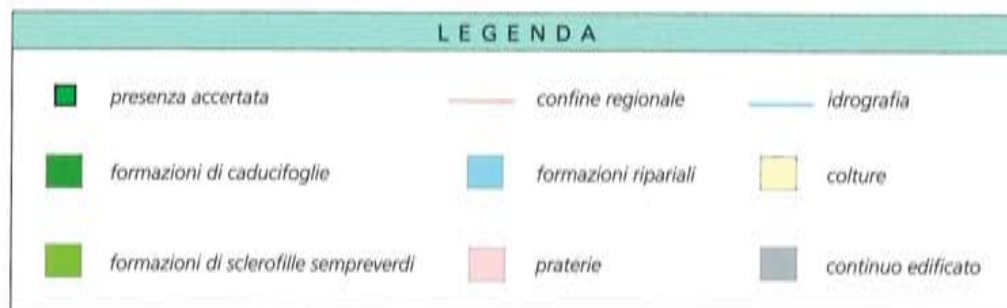 LEGENDA
presenza accertata
confine regionale
idrografia
formazioni di caducifoglie
formazioni ripariali
colture
formazioni di sclerofille sempreverdi
praterie
continuo edificato